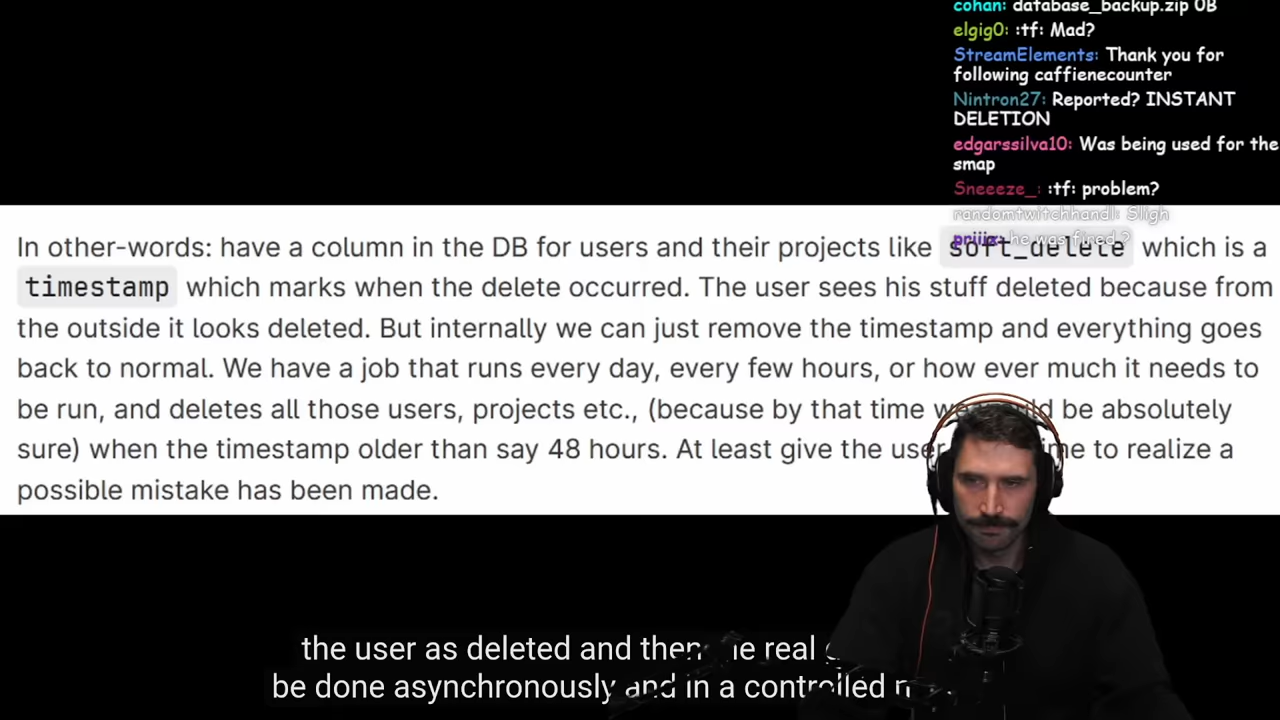 cohan: database_backup.zip 0B
elgig0: :tf: Mad?
StreamElements: Thank you for
following caffienecounter
Nintron27: Reported? INSTANT
DELETION
edgarssilva10: Was being used for the
smap
Sneeeze_: :tf: problem?
randomtwitchhandl: Sligh
he was fired ?
In other-words: have a column in the DB for users and their projects like soft_delete which is a
timestamp which marks when the delete occurred. The user sees his stuff deleted because from
the outside it looks deleted. But internally we can just remove the timestamp and everything goes
back to normal. We have a job that runs every day, every few hours, or how ever much it needs to
be run, and deletes all those users, projects etc., (because by that time be absolutely
sure) when the timestamp older than say 48 hours. At least give the to realize a
possible mistake has been made.
the user as deleted and then real
be done asynchronously and in a controlled